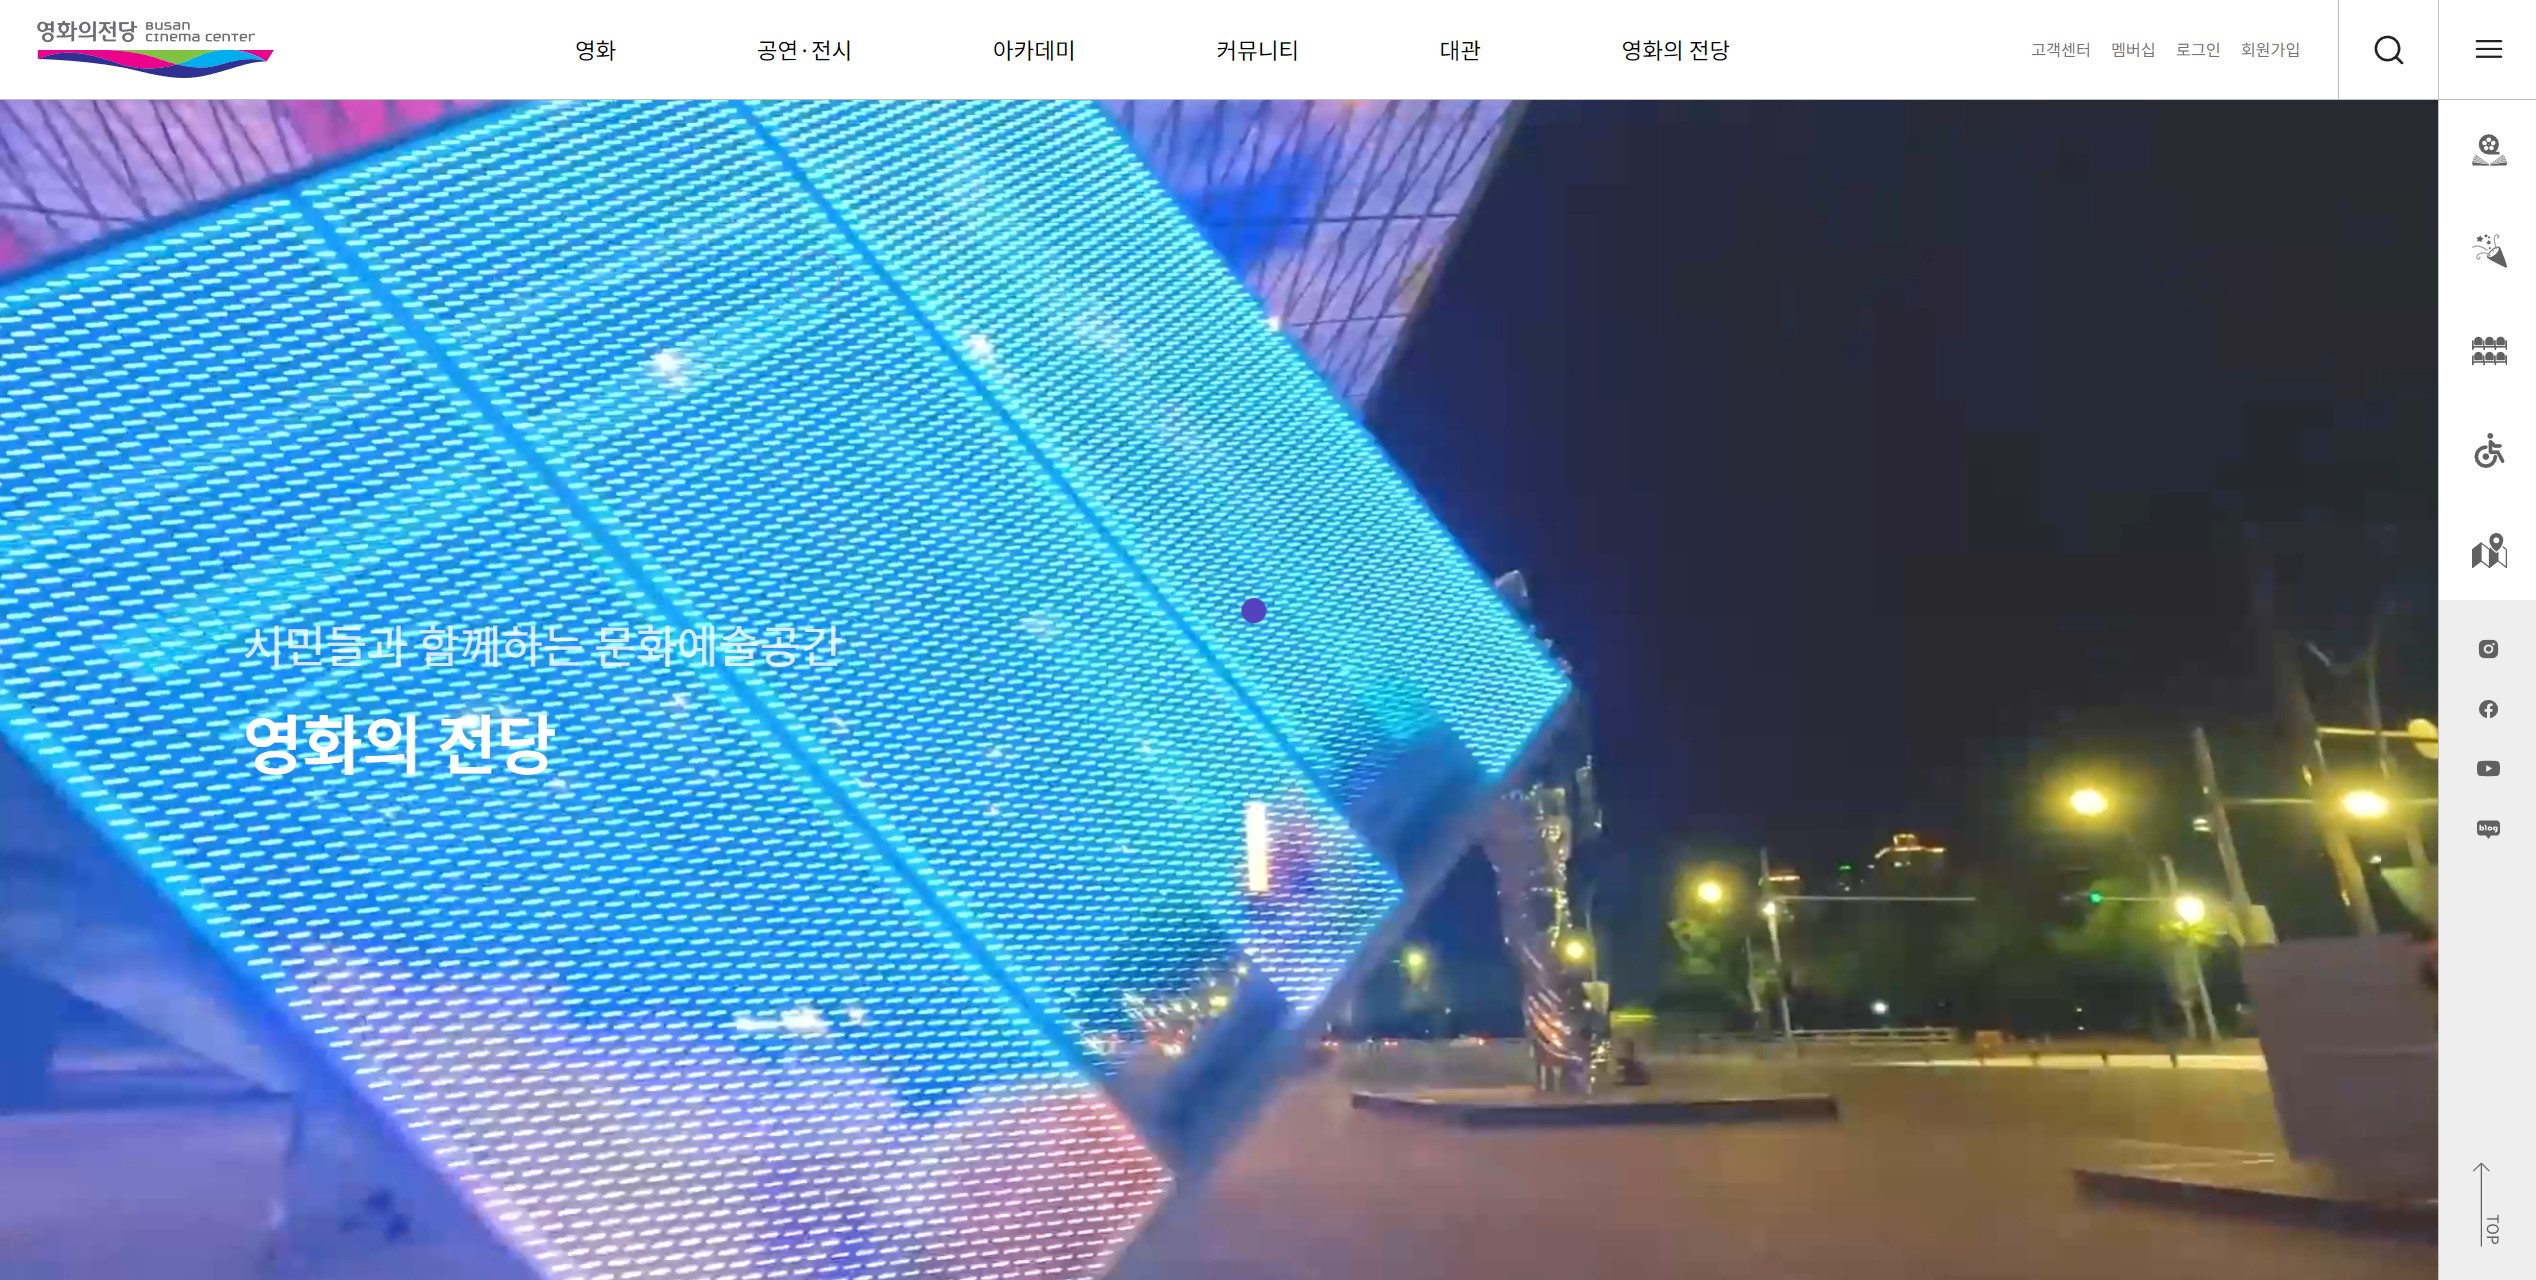 영화의전당 BUSAN CINEMA CENTER
영화
공연·전시
아카데미
커뮤니티
대관
영화의 전당
고객센터
멤버십
로그인
회원가입
시민들과 함께하는 문화예술공간
영화의 전당
blog
TOP